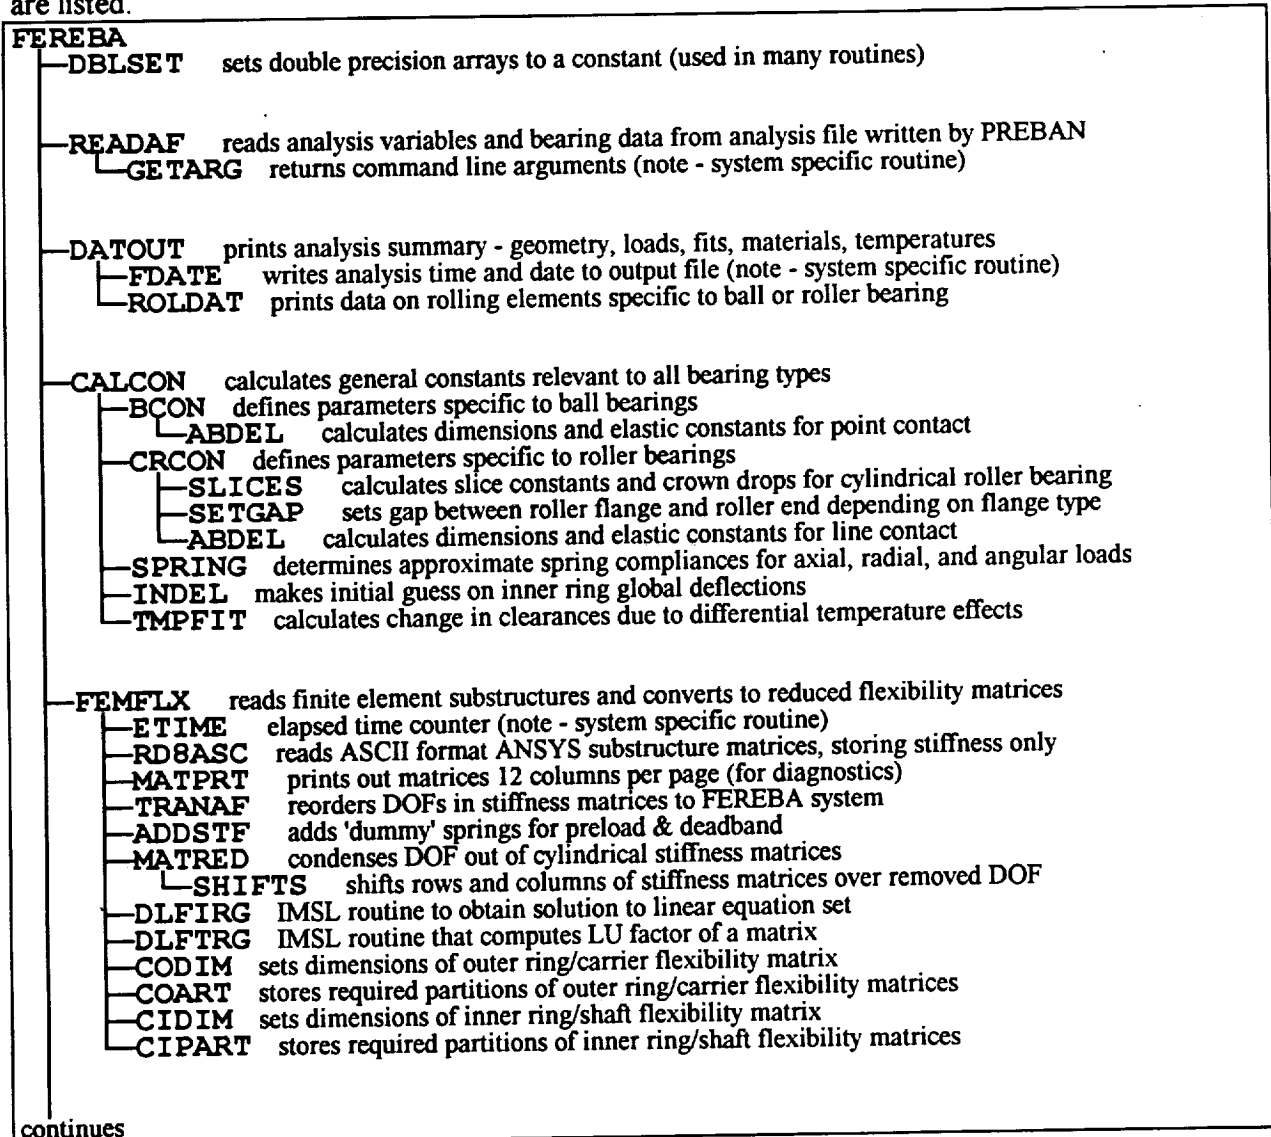 are listed.
FEREBA
DBLSET sets double precision arrays to a constant (used in many routines)
READAF reads analysis variables and bearing data from analysis file written by PREBAN
GETARG returns command line arguments (note - system specific routine)
DATOUT prints analysis summary - geometry, loads, fits, materials, temperatures
FDATE writes analysis time and date to output file (note - system specific routine)
ROLDAT prints data on rolling elements specific to ball or roller bearing
CALCON calculates general constants relevant to all bearing types
BCON defines parameters specific to ball bearings
ABDEL calculates dimensions and elastic constants for point contact
CRCON defines parameters specific to roller bearings
SLICES calculates slice constants and crown drops for cylindrical roller bearing
SETGAP sets gap between roller flange and roller end depending on flange type
ABDEL calculates dimensions and elastic constants for line contact
SPRING determines approximate spring compliances for axial, radial, and angular loads
INDEL makes initial guess on inner ring global deflections
TMPFIT calculates change in clearances due to differential temperature effects
FEMFLX reads finite element substructures and converts to reduced flexibility matrices
ETIME elapsed time counter (note - system specific routine)
RD8ASC reads ASCII format ANSYS substructure matrices, storing stiffness only
MATPRT prints out matrices 12 columns per page (for diagnostics)
TRANAF reorders DOFs in stiffness matrices to FEREBA system
ADDSTF adds 'dummy' springs for preload & deadband
MATRED condenses DOF out of cylindrical stiffness matrices
SHIFTS shifts rows and columns of stiffness matrices over removed DOF
DLFIRG IMSL routine to obtain solution to linear equation set
DLFTRG IMSL routine that computes LU factor of a matrix
CODIM sets dimensions of outer ring/carrier flexibility matrix
COART stores required partitions of outer ring/carrier flexibility matrices
CIDIM sets dimensions of inner ring/shaft flexibility matrix
CIPART stores required partitions of inner ring/shaft flexibility matrices
continues